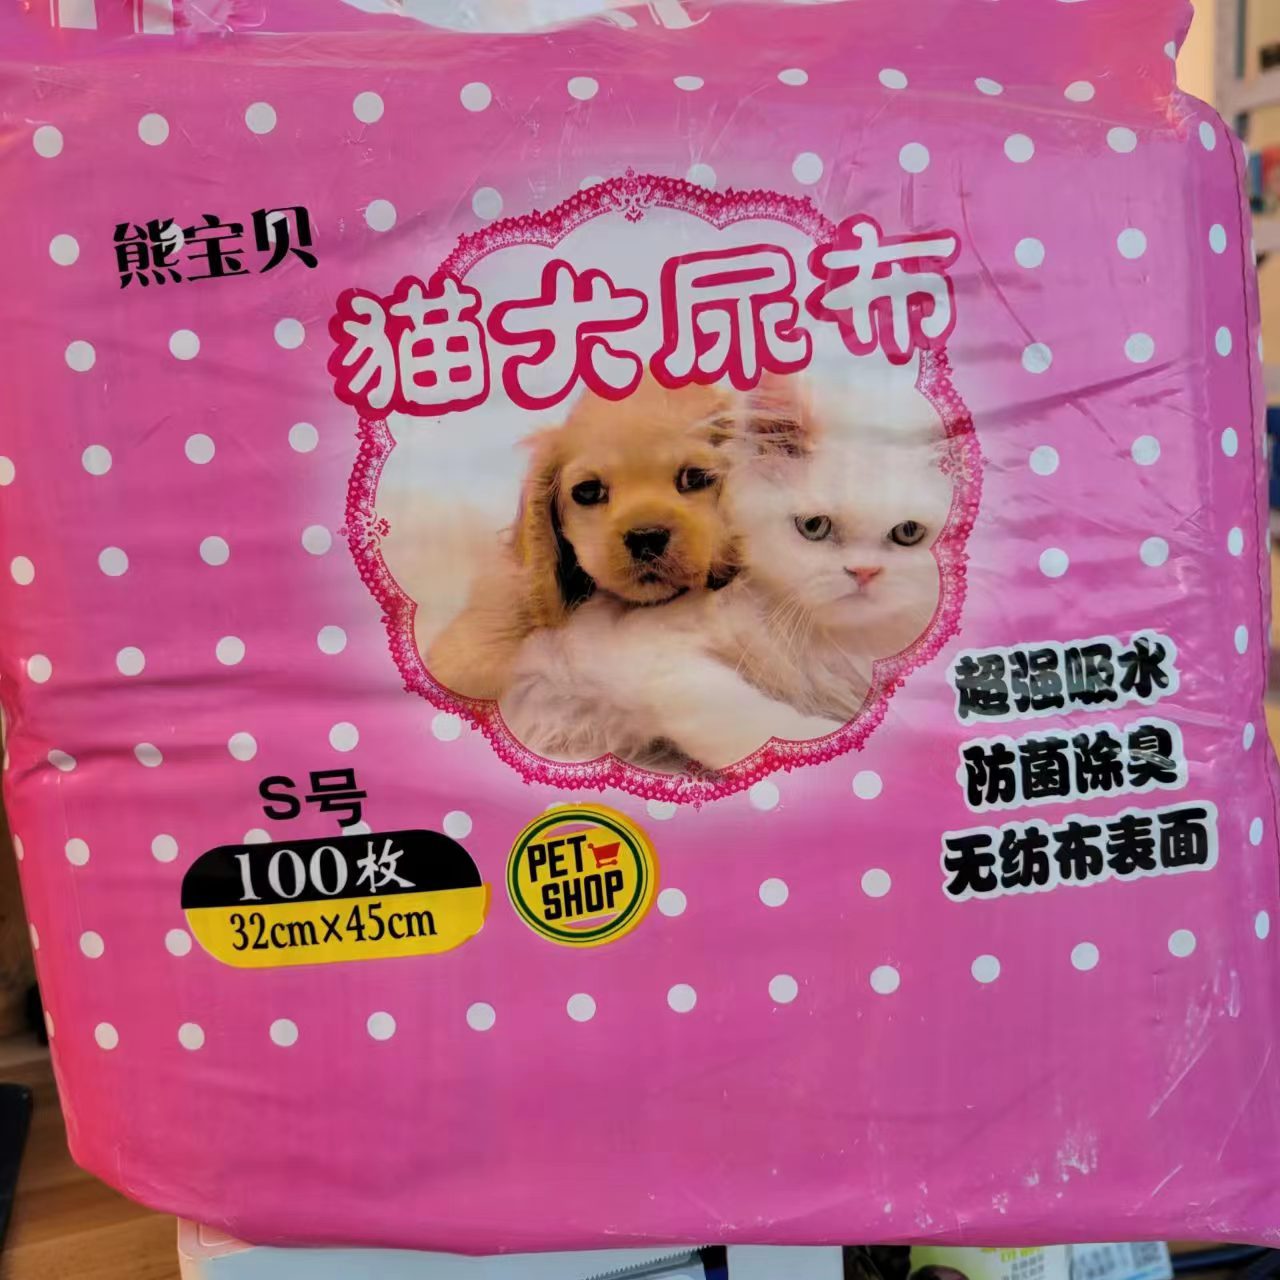 熊宝贝
猫犬尿布
超强吸水
防菌除臭
无纺布表面
S号
100枚
32cm×45cm
PET
SHOP